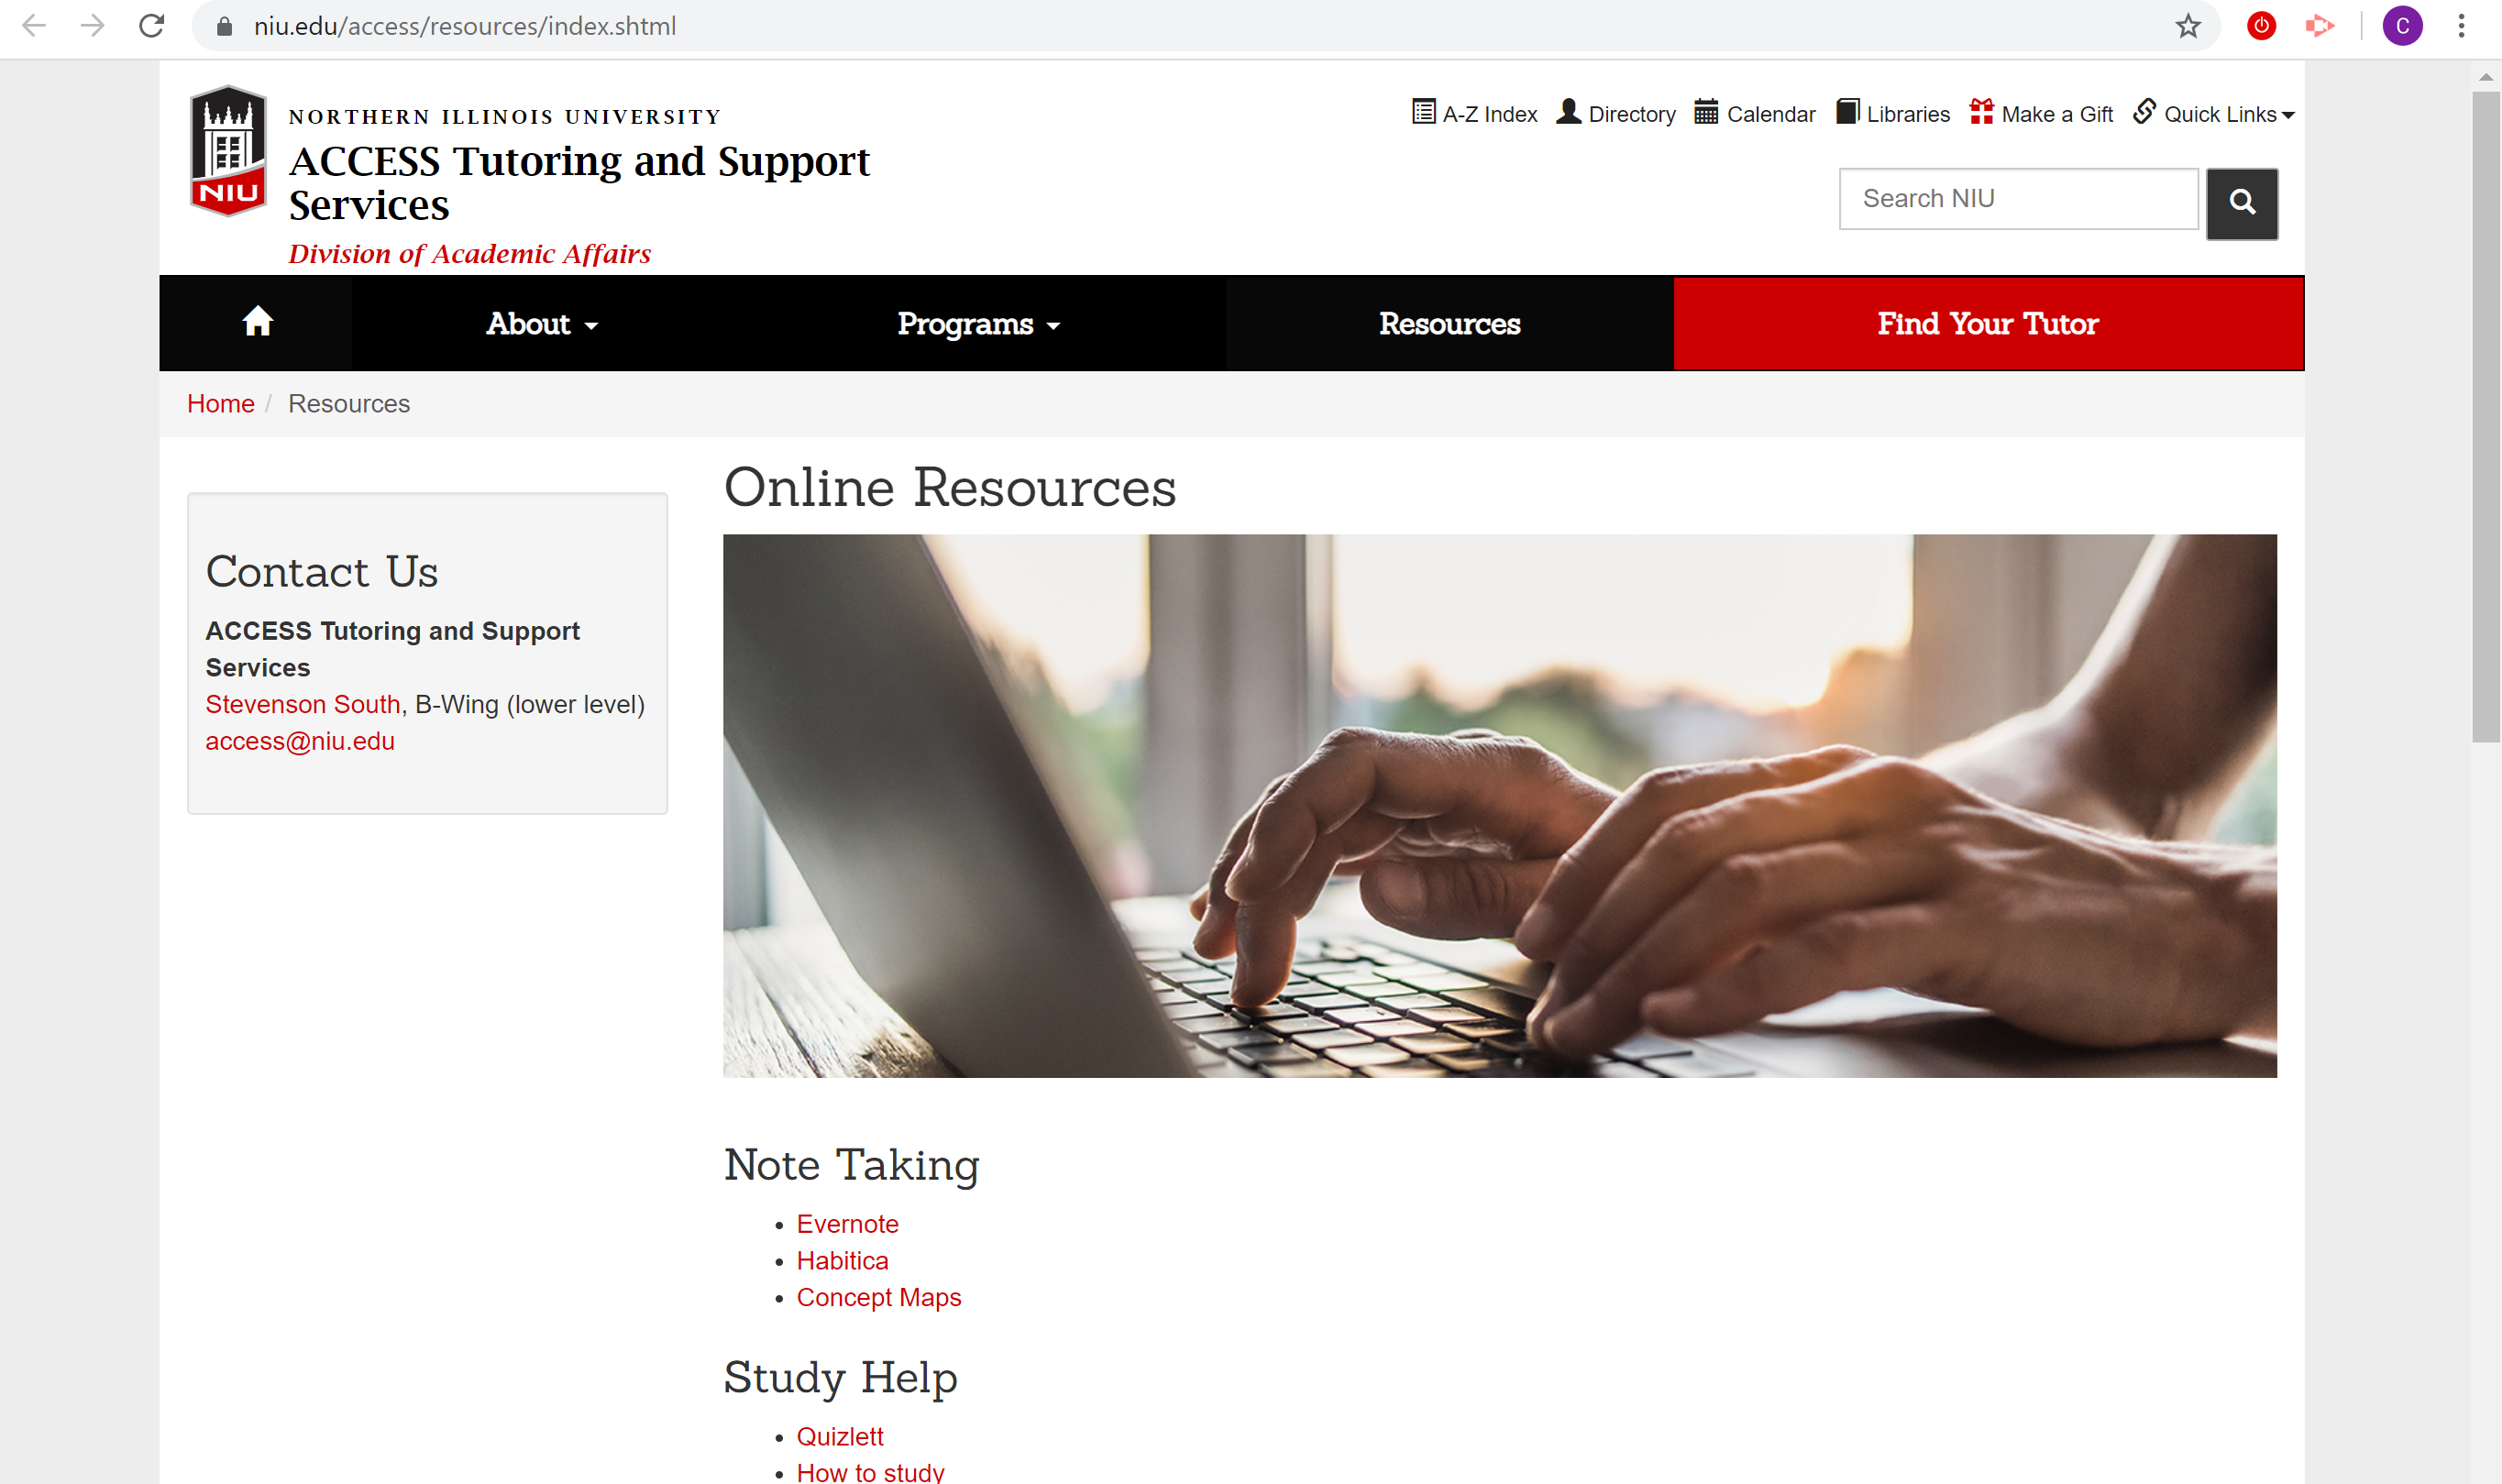 niu.edu/access/resources/index.shtml
C
NIU
NORTHERN ILLINOIS UNIVERSITY
ACCESS Tutoring and Support
Services
Division of Academic Affairs
A-Z Index Directory Calendar Libraries Make a Gift Quick Links
Search NIU
About Programs Resources Find Your Tutor
Home / Resources
Contact Us
ACCESS Tutoring and Support
Services
Stevenson South, B-Wing (lower level)
access@niu.edu
Online Resources
Note Taking
• Evernote
• Habitica
• Concept Maps
Study Help
• Quizlett
• How to study